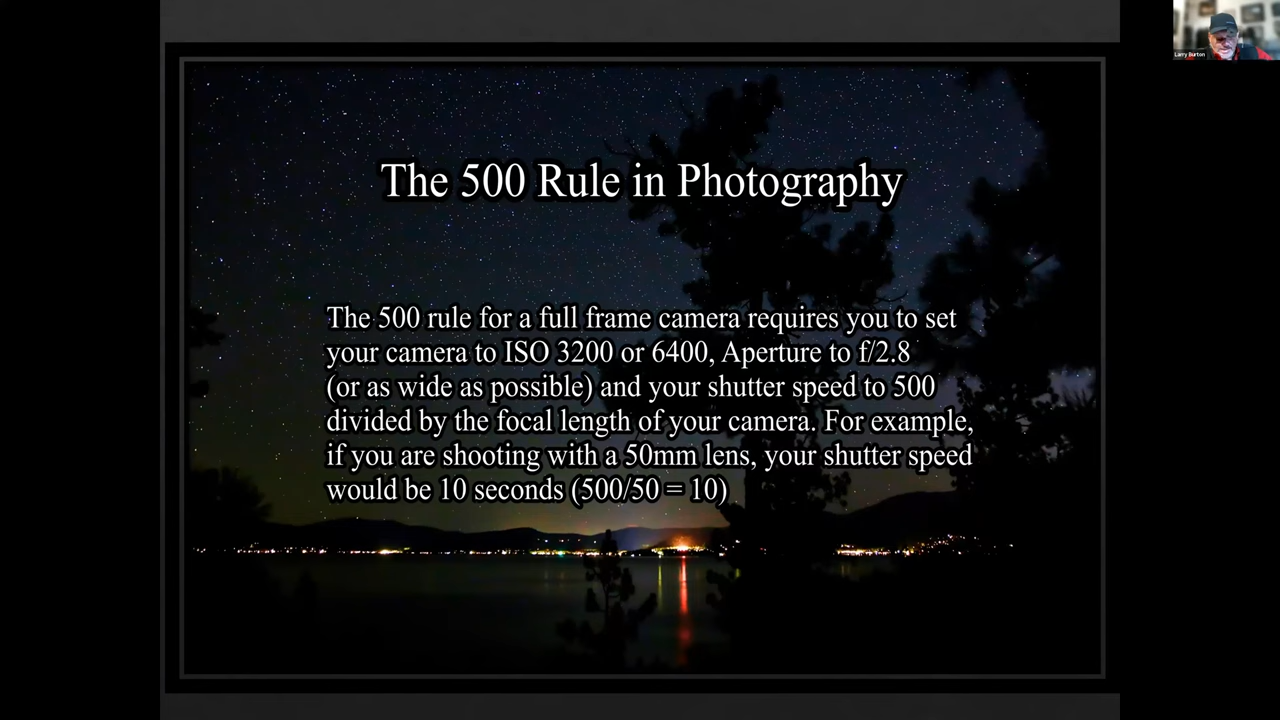 Larry Burton
The 500 Rule in Photography
The 500 rule for a full frame camera requires you to set
your camera to ISO 3200 or 6400, Aperture to f/2.8
(or as wide as possible) and your shutter speed to 500
divided by the focal length of your camera. For example,
if you are shooting with a 50mm lens, your shutter speed
would be 10 seconds (500/50 = 10)